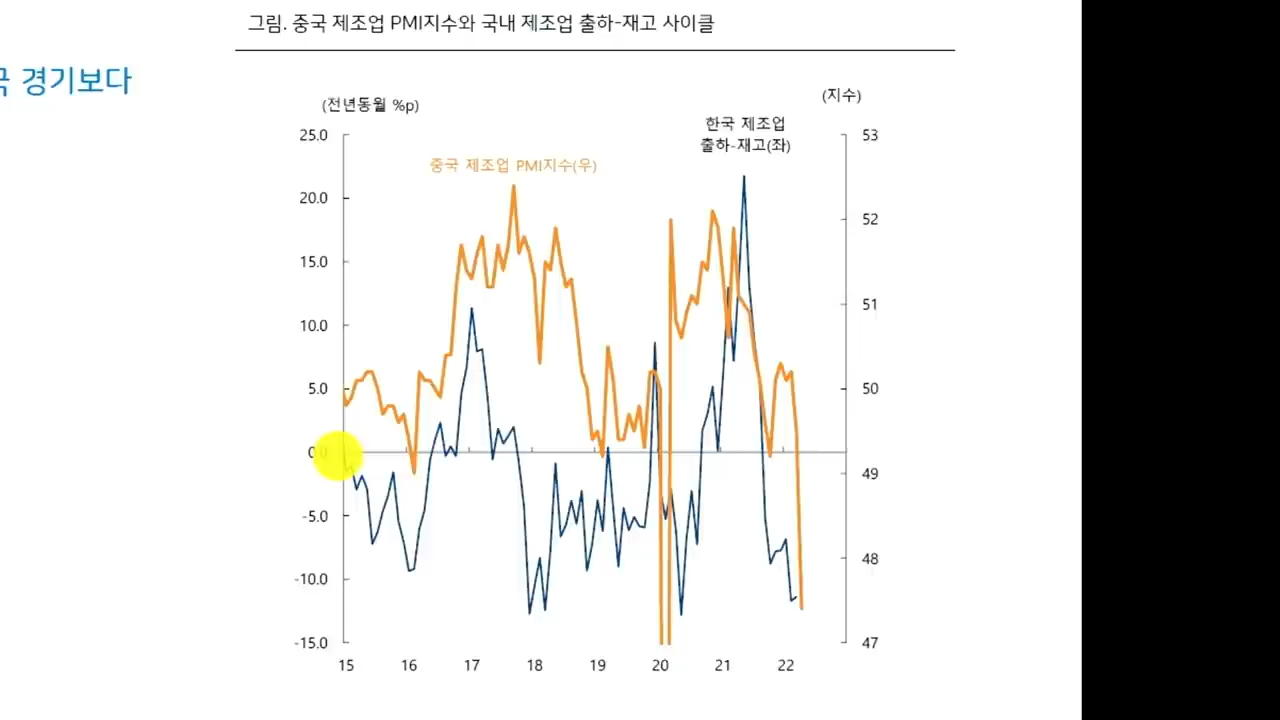 그림. 중국 제조업 PMI지수와 국내 제조업 출하-재고 사이클
국 경기보다
(전년동월 %p)
(지수)
한국 제조업
출하-재고(좌)
중국 제조업 PMI지수(우)
25.0
20.0
15.0
10.0
5.0
0.0
-5.0
-10.0
-15.0
53
52
51
50
49
48
47
15 16 17 18 19 20 21 22